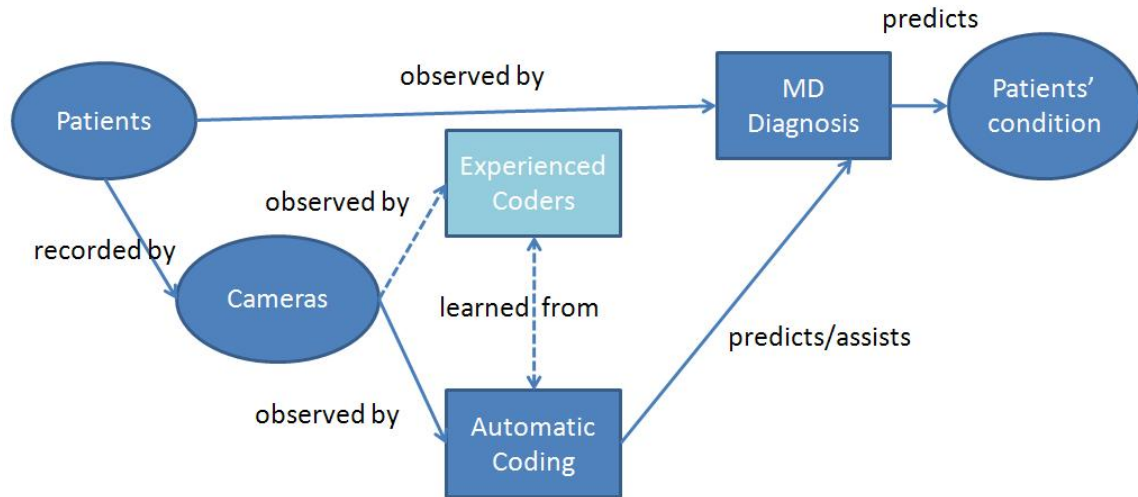 predicts
observed by
Patients
MD
Diagnosis
Patients’
condition
Experienced
Coders
observed by
recorded by
Cameras
learned from
predicts/assists
observed by
Automatic
Coding